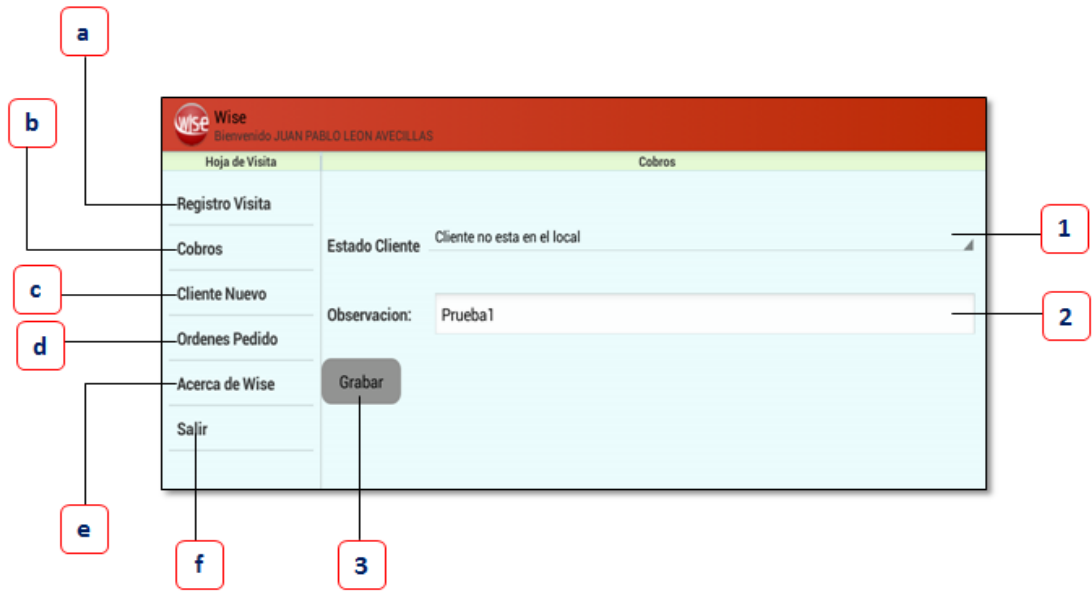 a
b
c
d
e
f
1
2
3
wise
Wise
Bienvenido JUAN PABLO LEON AVECILLAS
Hoja de Visita
Cobros
Registro Visita
Cobros
Cliente Nuevo
Ordenes Pedido
Acerca de Wise
Salir
Estado Cliente
Cliente no esta en el local
Observacion:
Prueba1
Grabar